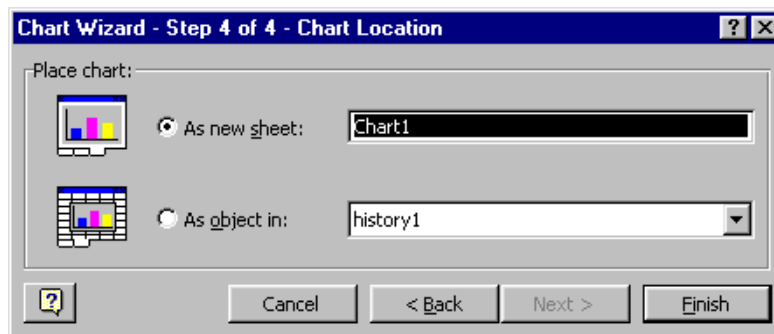 Chart Wizard - Step 4 of 4 - Chart Location
Place chart:
As new sheet: Chart1
As object in: history1
Cancel < Back Next > Finish